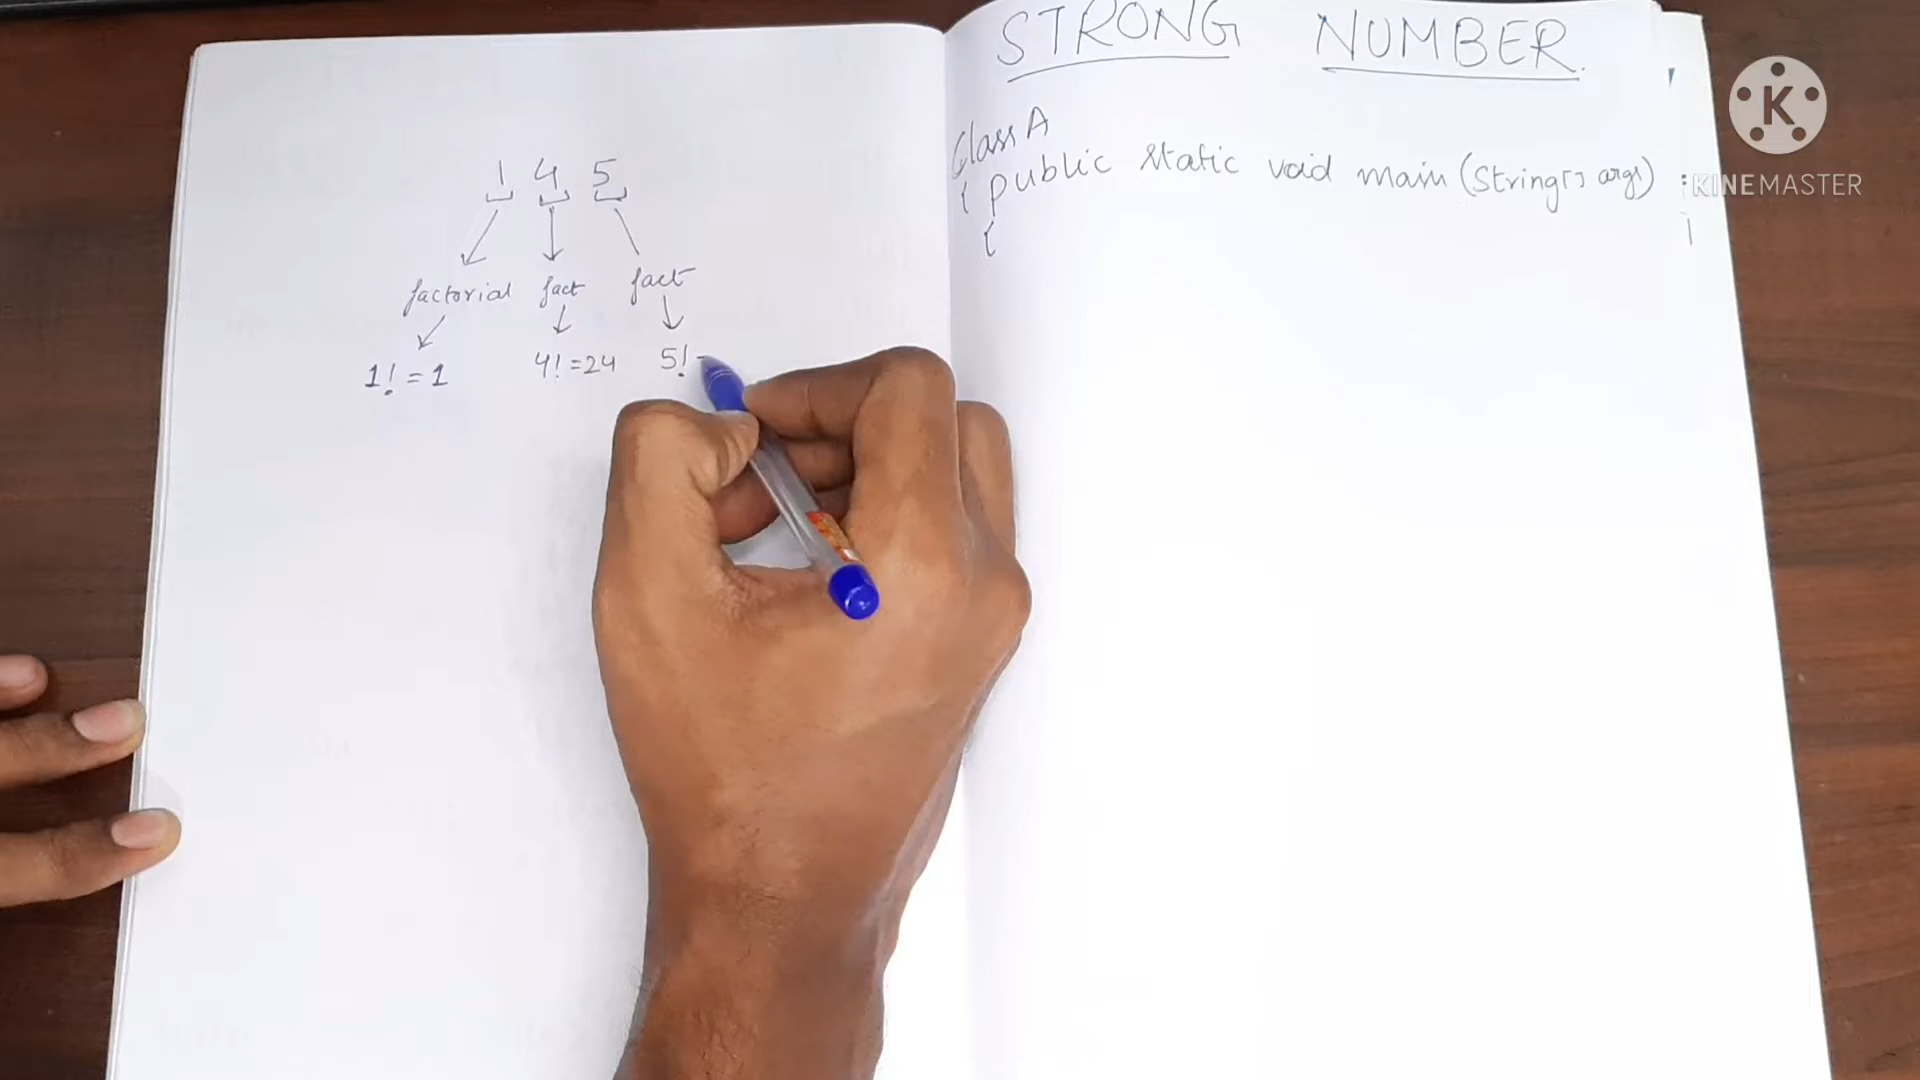 1 4 5
factorial fact fact
1! = 1 4! = 24 5! -
STRONG NUMBER.
Class A
{ public static void main (String[] args)
{
K
KINEMASTER